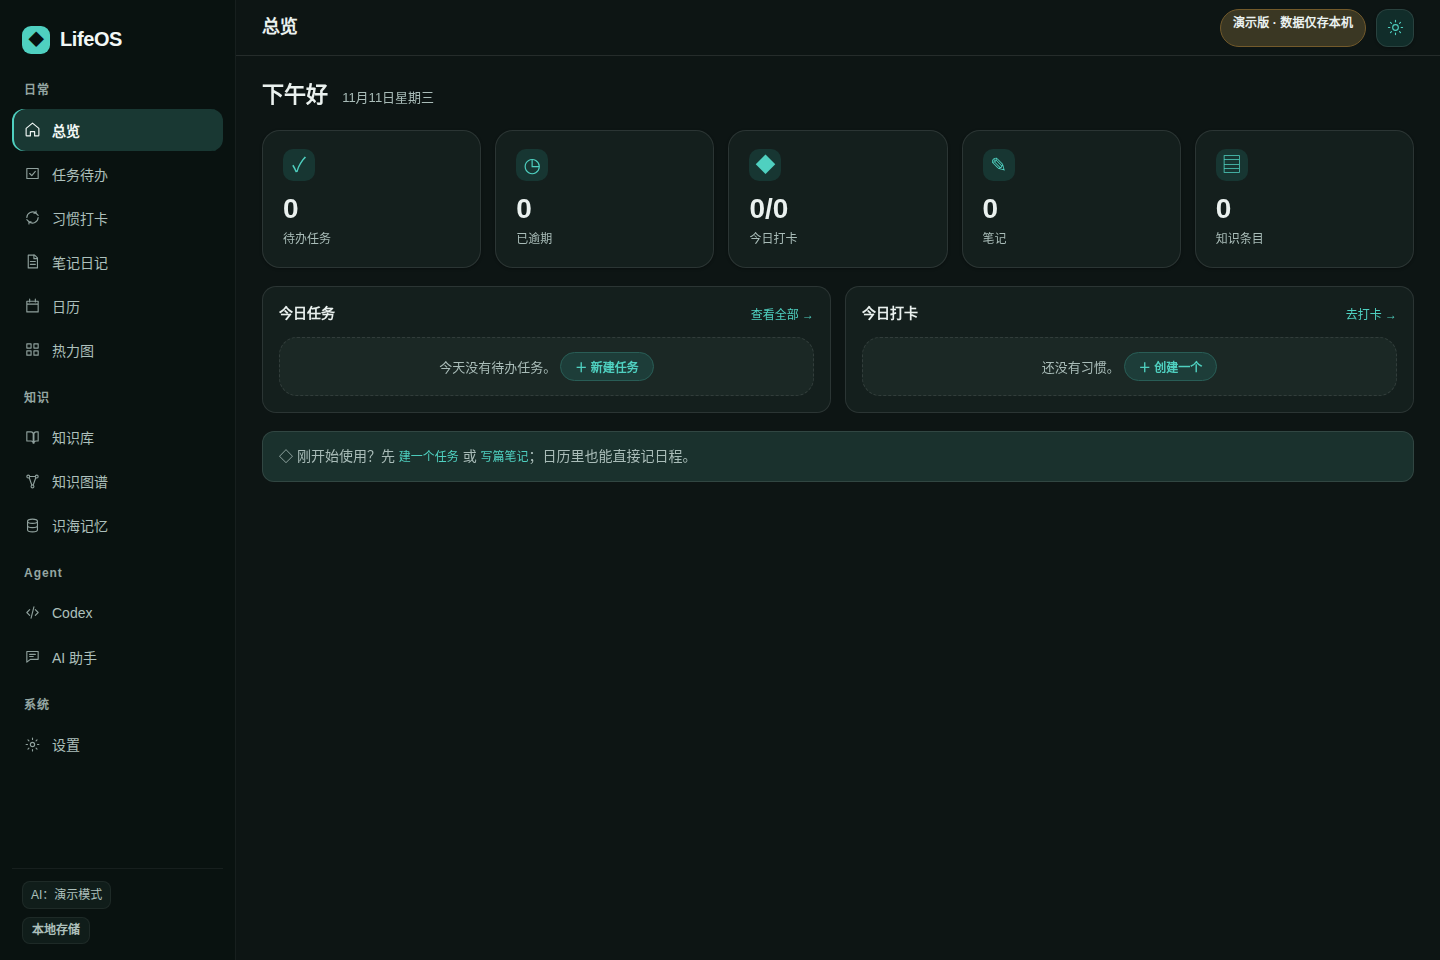 LifeOS
日常
总览
任务待办
习惯打卡
笔记日记
日历
热力图
知识
知识库
知识图谱
识海记忆
Agent
Codex
AI 助手
系统
设置
AI：演示模式
本地存储
总览
演示版 · 数据仅存本机
下午好 11月11日星期三
0
待办任务
0
已逾期
0/0
今日打卡
0
笔记
0
知识条目
今日任务
查看全部 →
今天没有待办任务。 ＋ 新建任务
今日打卡
去打卡 →
还没有习惯。 ＋ 创建一个
◇ 刚开始使用？先 建一个任务 或 写篇笔记；日历里也能直接记日程。